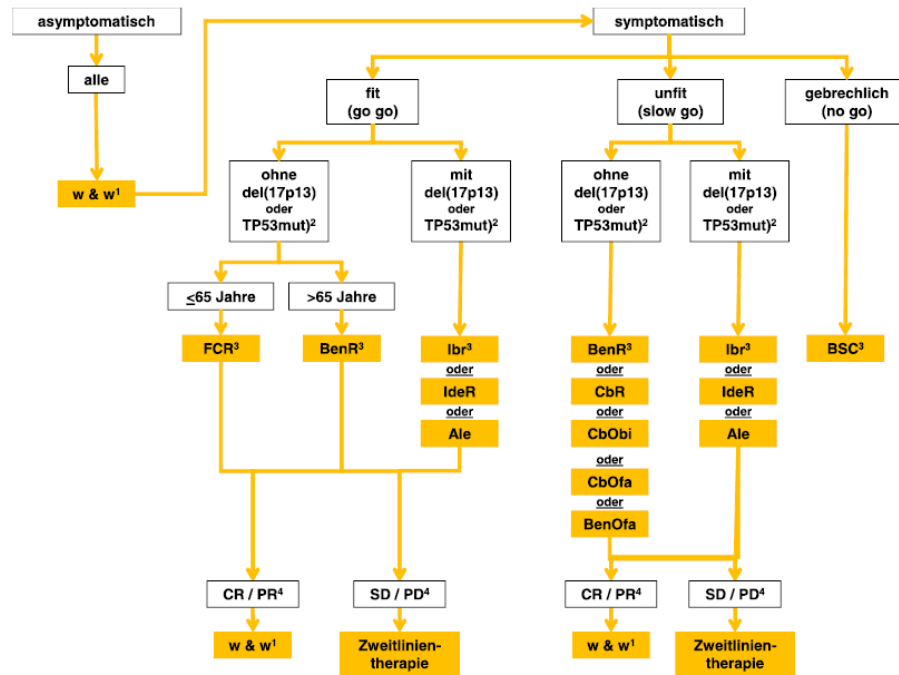 asymptomatisch
symptomatisch
alle
fit
(go go)
unfit
(slow go)
gebrechlich
(no go)
w & w¹
ohne
del(17p13)
oder
TP53mut)²
mit
del(17p13)
oder
TP53mut)²
ohne
del(17p13)
oder
TP53mut)²
mit
del(17p13)
oder
TP53mut)²
≤65 Jahre
>65 Jahre
FCR³
BenR³
Ibr³
oder
IdeR
oder
Ale
BenR³
oder
CbR
oder
CbObi
oder
CbOfa
oder
BenOfa
Ibr³
oder
IdeR
oder
Ale
BSC³
CR / PR⁴
SD / PD⁴
CR / PR⁴
SD / PD⁴
w & w¹
Zweitlinien-
therapie
w & w¹
Zweitlinien-
therapie